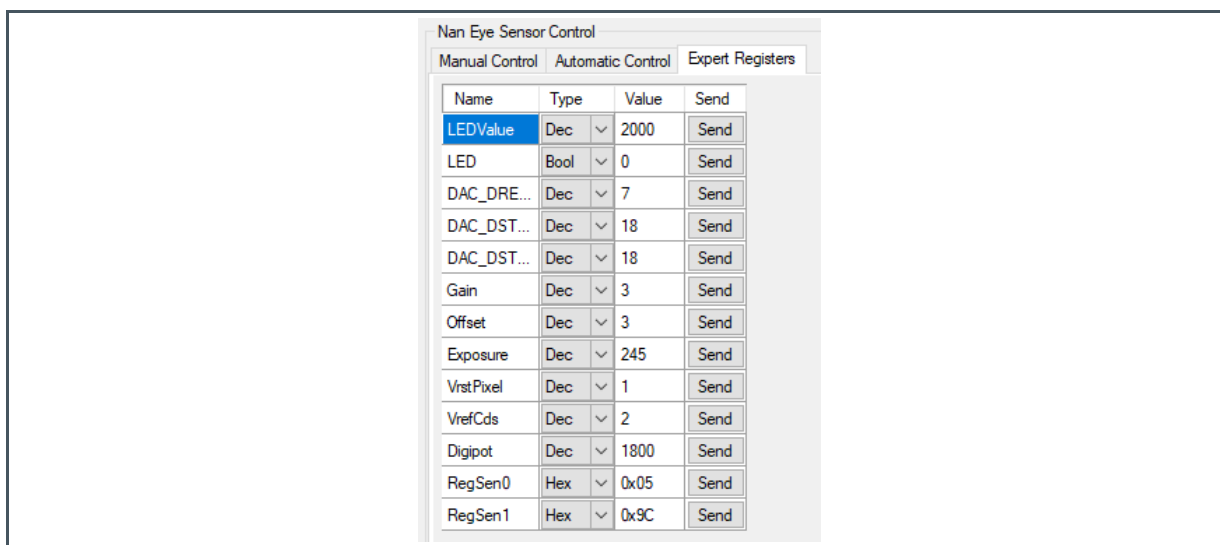 Nan Eye Sensor Control
Manual Control Automatic Control Expert Registers
Name Type Value Send
LEDValue Dec 2000 Send
LED Bool 0 Send
DAC_DRE... Dec 7 Send
DAC_DST... Dec 18 Send
DAC_DST... Dec 18 Send
Gain Dec 3 Send
Offset Dec 3 Send
Exposure Dec 245 Send
VrstPixel Dec 1 Send
VrefCds Dec 2 Send
Digipot Dec 1800 Send
RegSen0 Hex 0x05 Send
RegSen1 Hex 0x9C Send